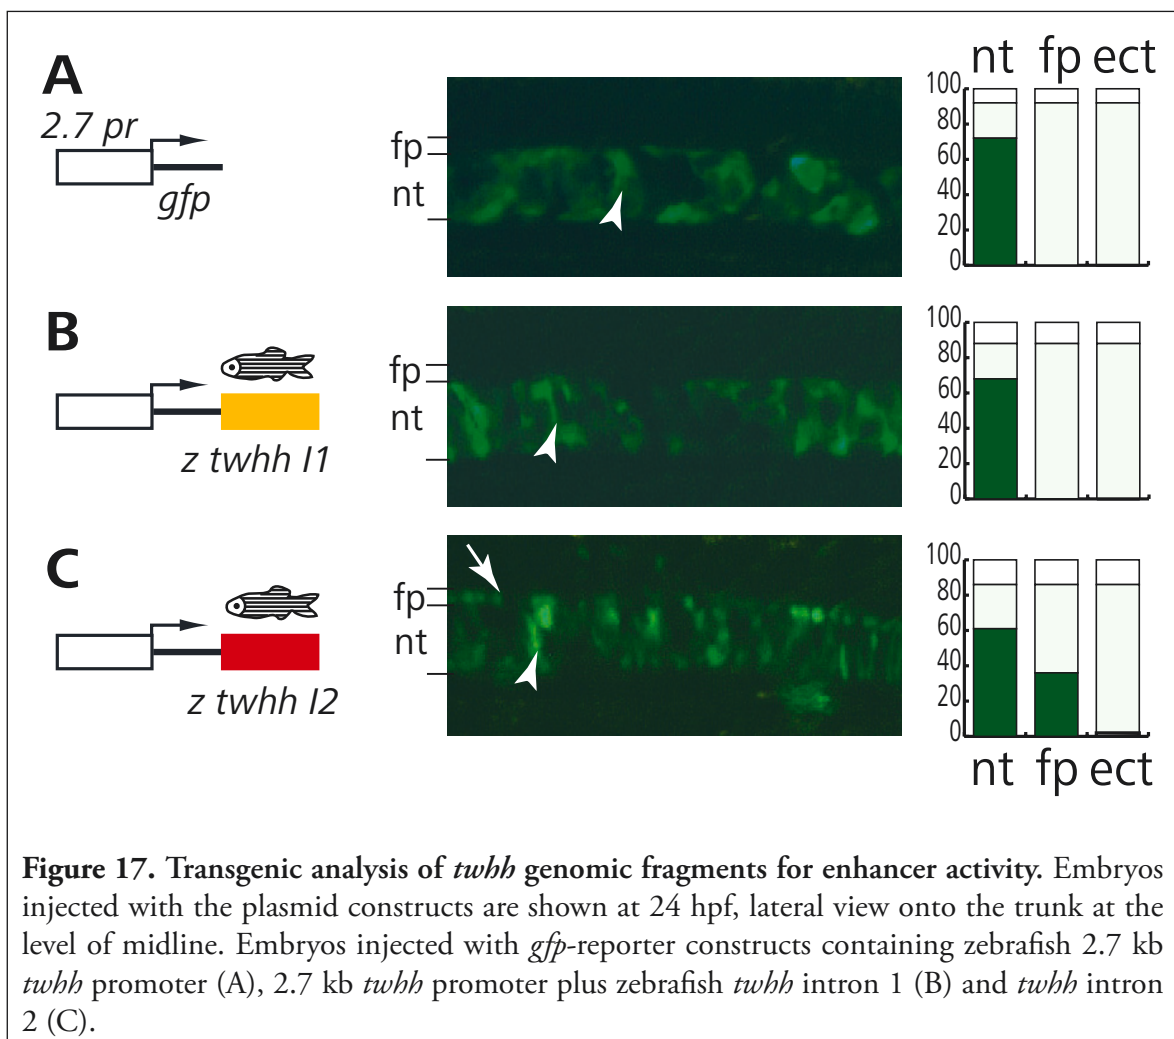 A
2.7 pr
gfp
fp
nt
nt fp ect
100
80
60
40
20
0
B
z twhh I1
fp
nt
100
80
60
40
20
0
C
z twhh I2
fp
nt
100
80
60
40
20
0
nt fp ect
Figure 17. Transgenic analysis of twhh genomic fragments for enhancer activity. Embryos
injected with the plasmid constructs are shown at 24 hpf, lateral view onto the trunk at the
level of midline. Embryos injected with gfp-reporter constructs containing zebrafish 2.7 kb
twhh promoter (A), 2.7 kb twhh promoter plus zebrafish twhh intron 1 (B) and twhh intron
2 (C).